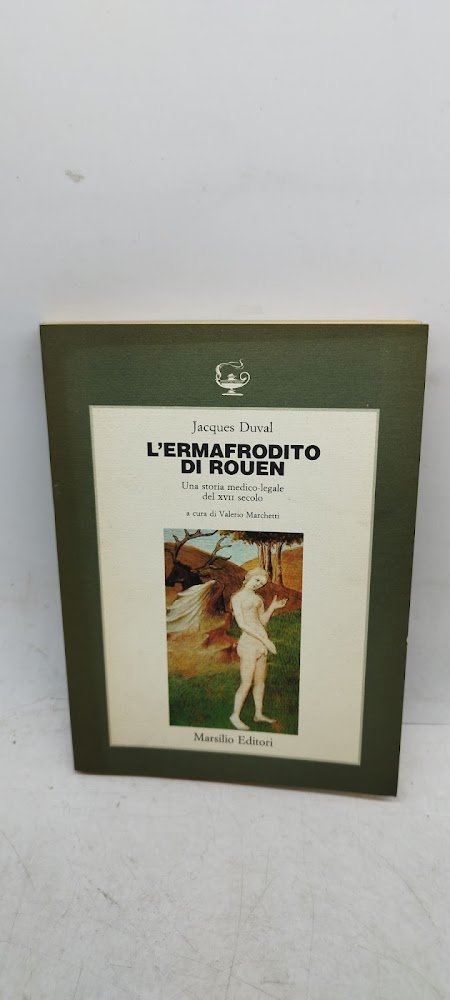 Jacques Duval
L'ERMAFRODITO
DI ROUEN
Una storia medico-legale
del XVII secolo
a cura di Valerio Marchetti
Marsilio Editori